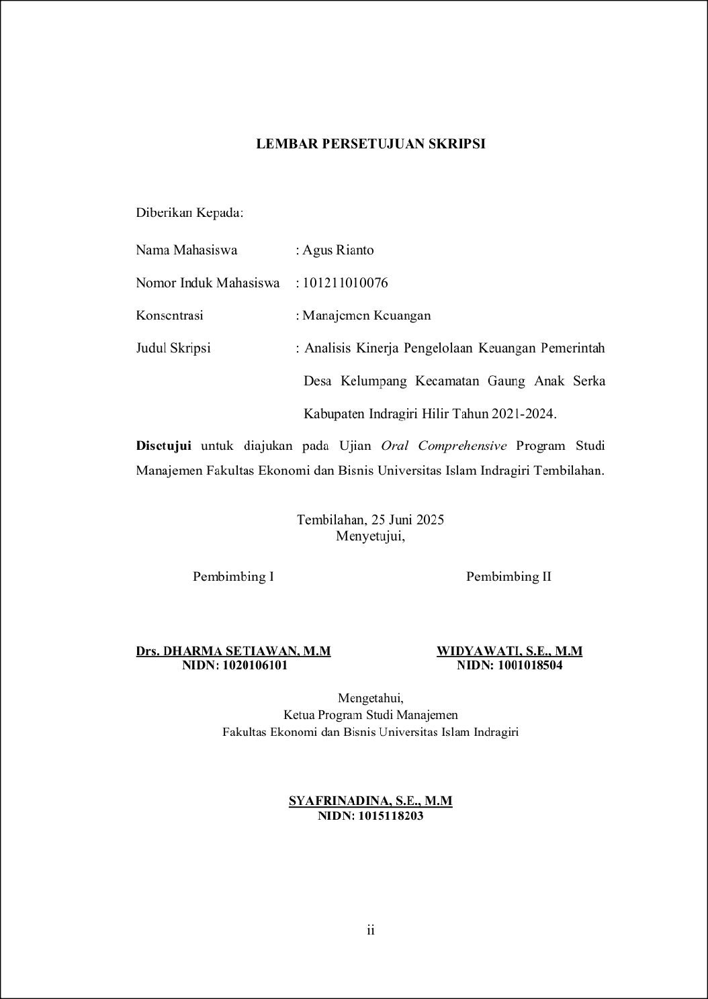 LEMBAR PERSETUJUAN SKRIPSI
Diberikan Kepada:
Nama Mahasiswa : Agus Rianto
Nomor Induk Mahasiswa : 101211010076
Konsentrasi : Manajemen Keuangan
Judul Skripsi : Analisis Kinerja Pengelolaan Keuangan Pemerintah
Desa Kelumpang Kecamatan Gaung Anak Serka
Kabupaten Indragiri Hilir Tahun 2021-2024.
Disetujui untuk diajukan pada Ujian Oral Comprehensive Program Studi
Manajemen Fakultas Ekonomi dan Bisnis Universitas Islam Indragiri Tembilahan.
Tembilahan, 25 Juni 2025
Menyetujui,
Pembimbing I Pembimbing II
Drs. DHARMA SETIAWAN, M.M WIDYAWATI, S.E., M.M
NIDN: 1020106101 NIDN: 1001018504
Mengetahui,
Ketua Program Studi Manajemen
Fakultas Ekonomi dan Bisnis Universitas Islam Indragiri
SYAFRINADINA, S.E., M.M
NIDN: 1015118203
ii